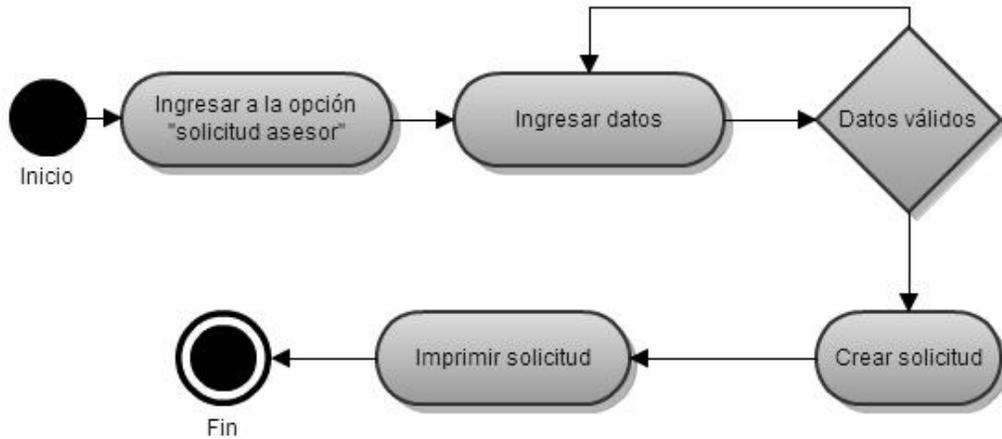 Inicio
Ingresar a la opción
"solicitud asesor"
Ingresar datos
Datos válidos
Crear solicitud
Imprimir solicitud
Fin